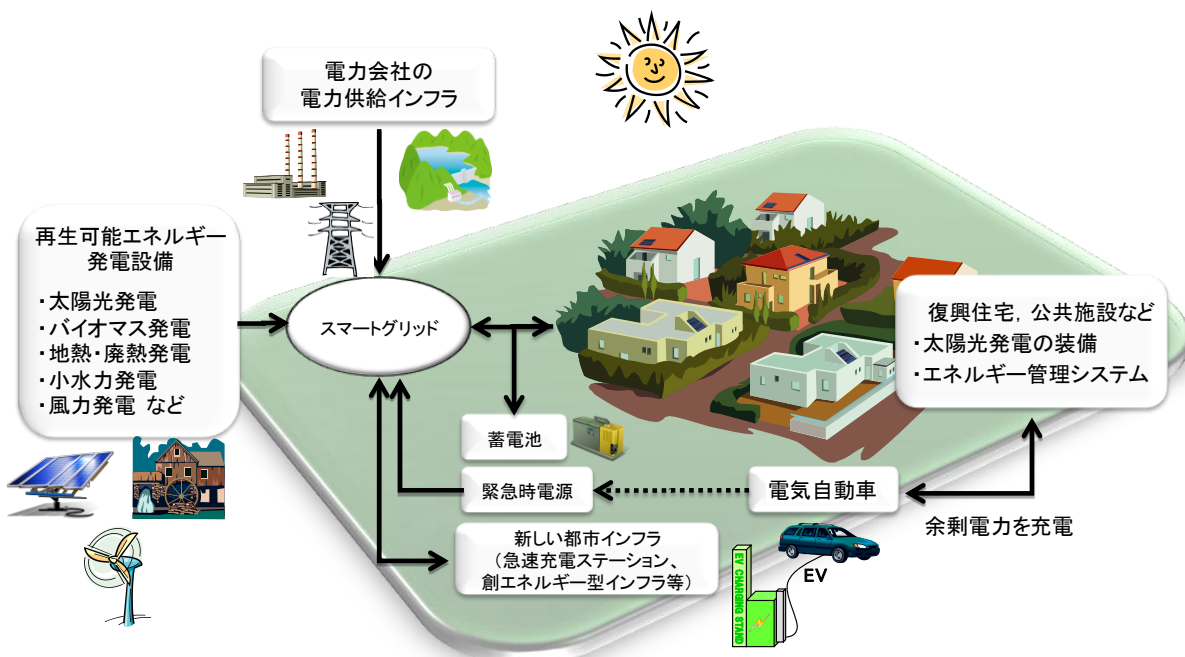 電力会社の
電力供給インフラ
再生可能エネルギー
発電設備
・太陽光発電
・バイオマス発電
・地熱・廃熱発電
・小水力発電
・風力発電 など
スマートグリッド
復興住宅, 公共施設など
・太陽光発電の装備
・エネルギー管理システム
蓄電池
緊急時電源
電気自動車
余剰電力を充電
新しい都市インフラ
（急速充電ステーション、
創エネルギー型インフラ等）
EV
EV CHARGING STAND